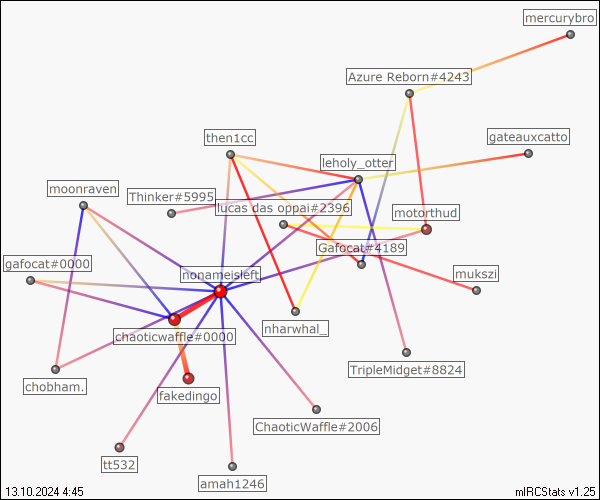 mercurybro
Azure Reborn#4243
then1cc
gateauxcatto
leholy_otter
moonraven
Thinker#5995
lucas das oppai#2396
motorthud
Gafocat#4189
gafocat#0000
nonameisleft
mukszi
nharwhal_
chaoticwaffle#0000
TripleMidget#8824
chobham.
fakedingo
ChaoticWaffle#2006
tt532
amah1246
13.10.2024 4:45
mIRCStats v1.25